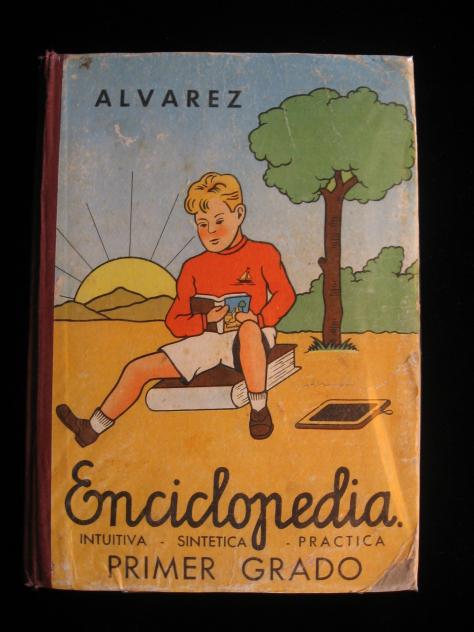 ALVAREZ
Enciclopedia.
INTUITIVA - SINTETICA - PRACTICA
PRIMER GRADO